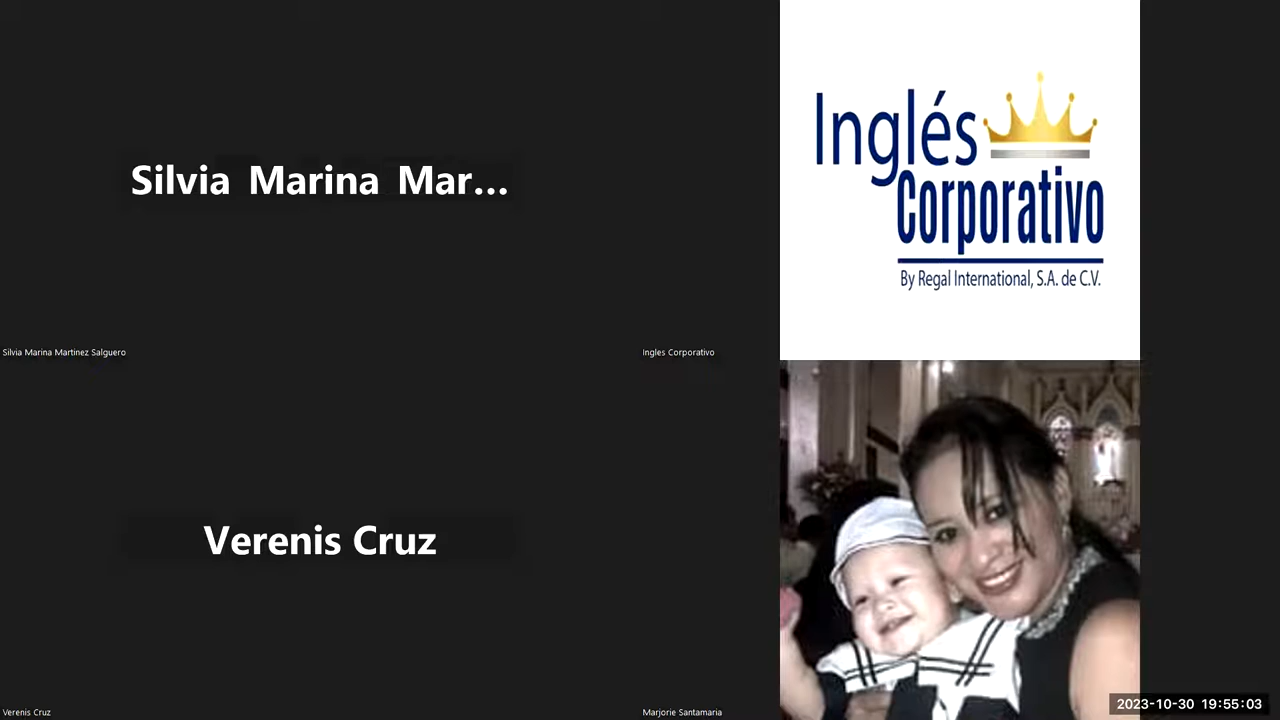 Silvia Marina Mar...
Inglés
Corporativo
By Regal International, S.A. de C.V.
Silvia Marina Martinez Salguero
Ingles Corporativo
Verenis Cruz
Verenis Cruz
Marjorie Santamaria
2023-10-30 19:55:03